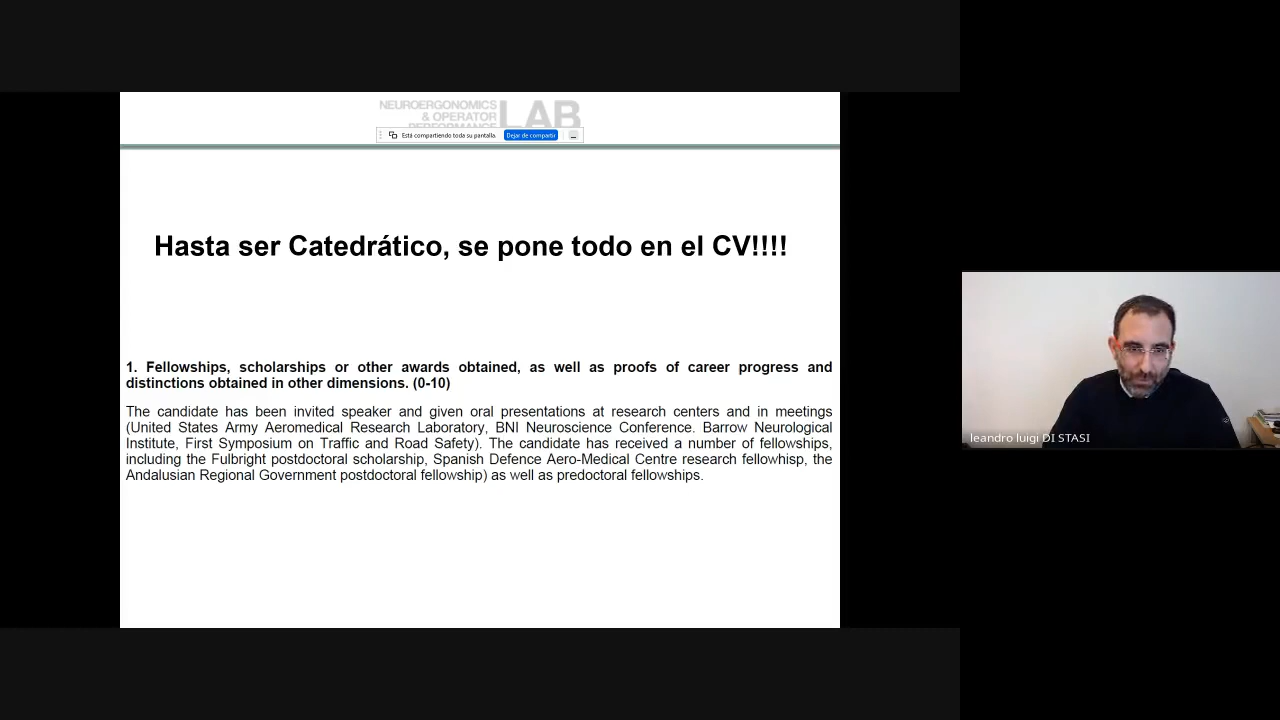 NEUROERGONOMICS
& OPERATOR
PERFORMANCE
LAB
Está compartiendo toda su pantalla.
Dejar de compartir
Hasta ser Catedrático, se pone todo en el CV!!!!
1. Fellowships, scholarships or other awards obtained, as well as proofs of career progress and
distinctions obtained in other dimensions. (0-10)
The candidate has been invited speaker and given oral presentations at research centers and in meetings
(United States Army Aeromedical Research Laboratory, BNI Neuroscience Conference. Barrow Neurological
Institute, First Symposium on Traffic and Road Safety). The candidate has received a number of fellowships,
including the Fulbright postdoctoral scholarship, Spanish Defence Aero-Medical Centre research fellowhisp, the
Andalusian Regional Government postdoctoral fellowship) as well as predoctoral fellowships.
leandro luigi DI STASI